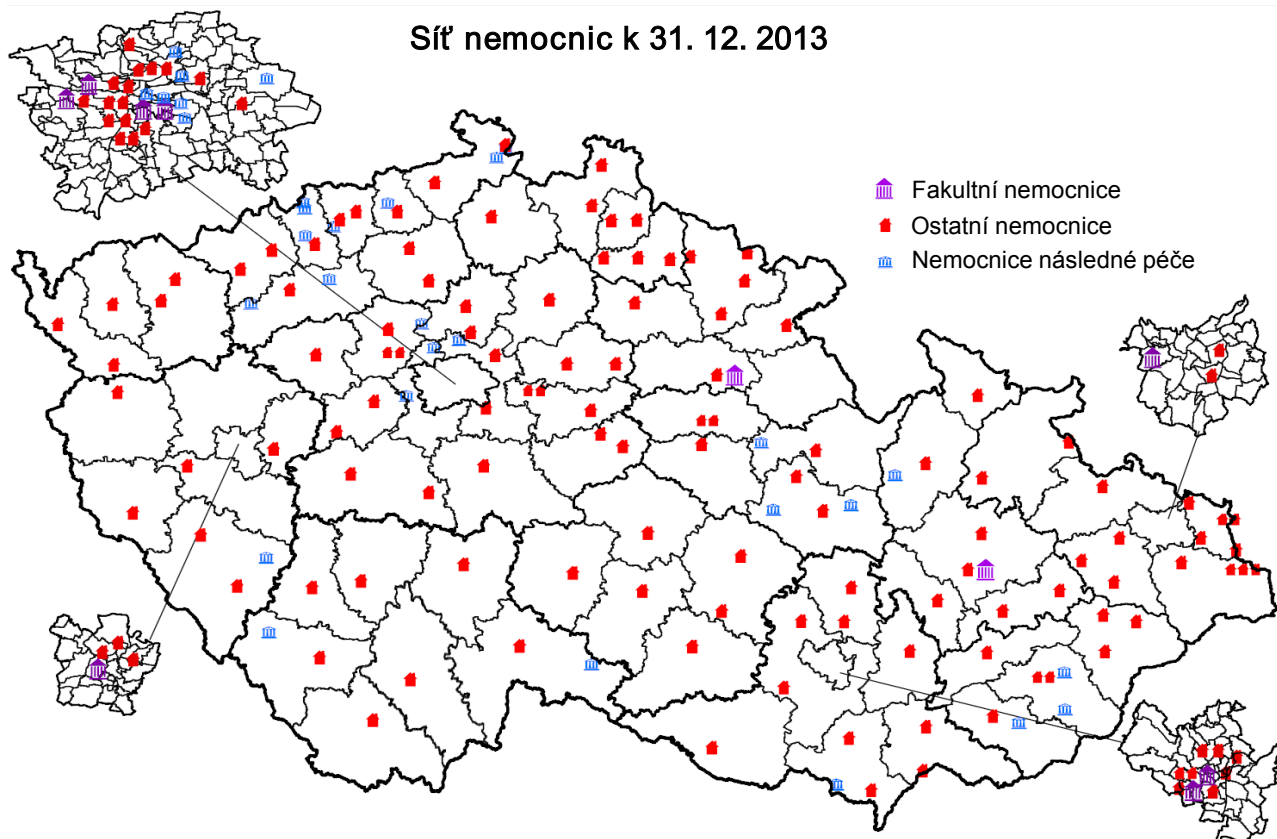 Síť nemocnic k 31. 12. 2013
Fakultní nemocnice
Ostatní nemocnice
Nemocnice následné péče